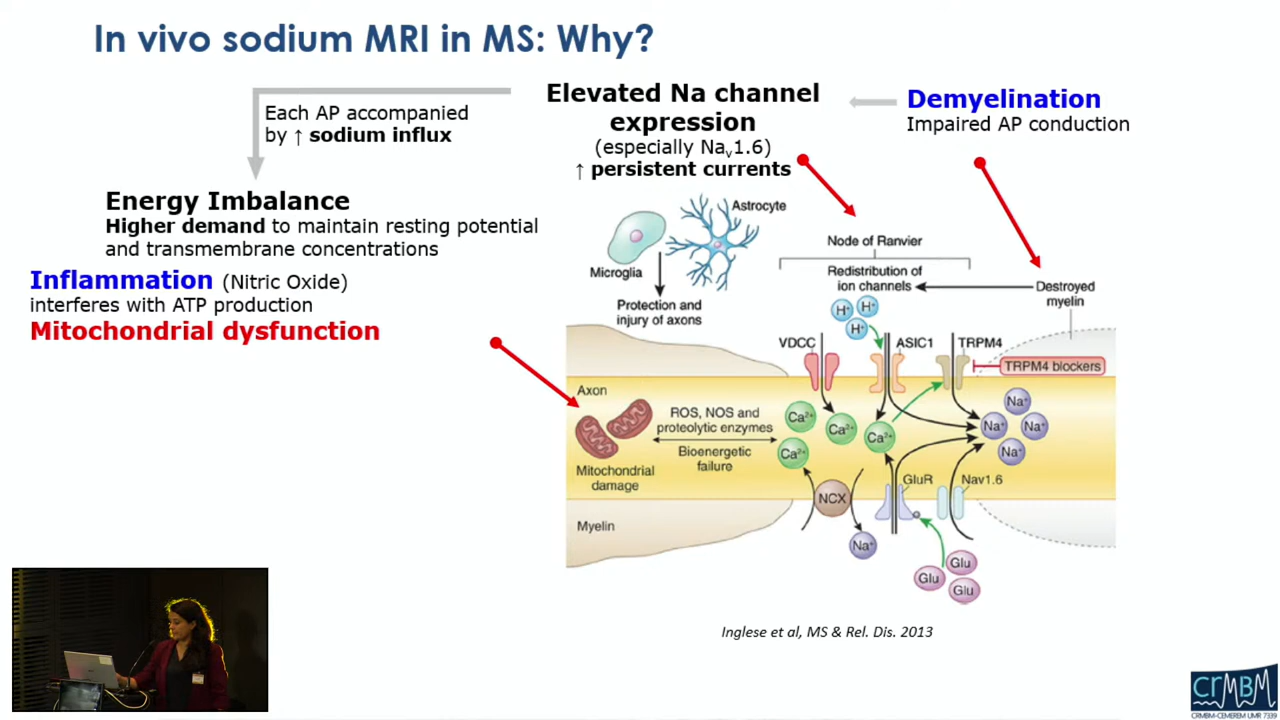 In vivo sodium MRI in MS: Why?
Each AP accompanied
by ↑ sodium influx
Elevated Na channel
expression
(especially Nav1.6)
↑ persistent currents
Demyelination
Impaired AP conduction
Energy Imbalance
Higher demand to maintain resting potential
and transmembrane concentrations
Inflammation (Nitric Oxide)
interferes with ATP production
Mitochondrial dysfunction
Astrocyte
Microglia
Protection and
injury of axons
Node of Ranvier
Redistribution of
ion channels
Destroyed
myelin
H⁺
H⁺
H⁺
VDCC
ASIC1
TRPM4
TRPM4 blockers
Axon
ROS, NOS and
proteolytic enzymes
Bioenergetic
failure
Mitochondrial
damage
Ca²⁺
Ca²⁺
Ca²⁺
Ca²⁺
Na⁺
Na⁺
Na⁺
Na⁺
GluR
Nav1.6
NCX
Myelin
Na⁺
Glu
Glu
Glu
Inglese et al, MS & Rel. Dis. 2013
CRMBM
CRMBM-CEMEREM UMR 7339